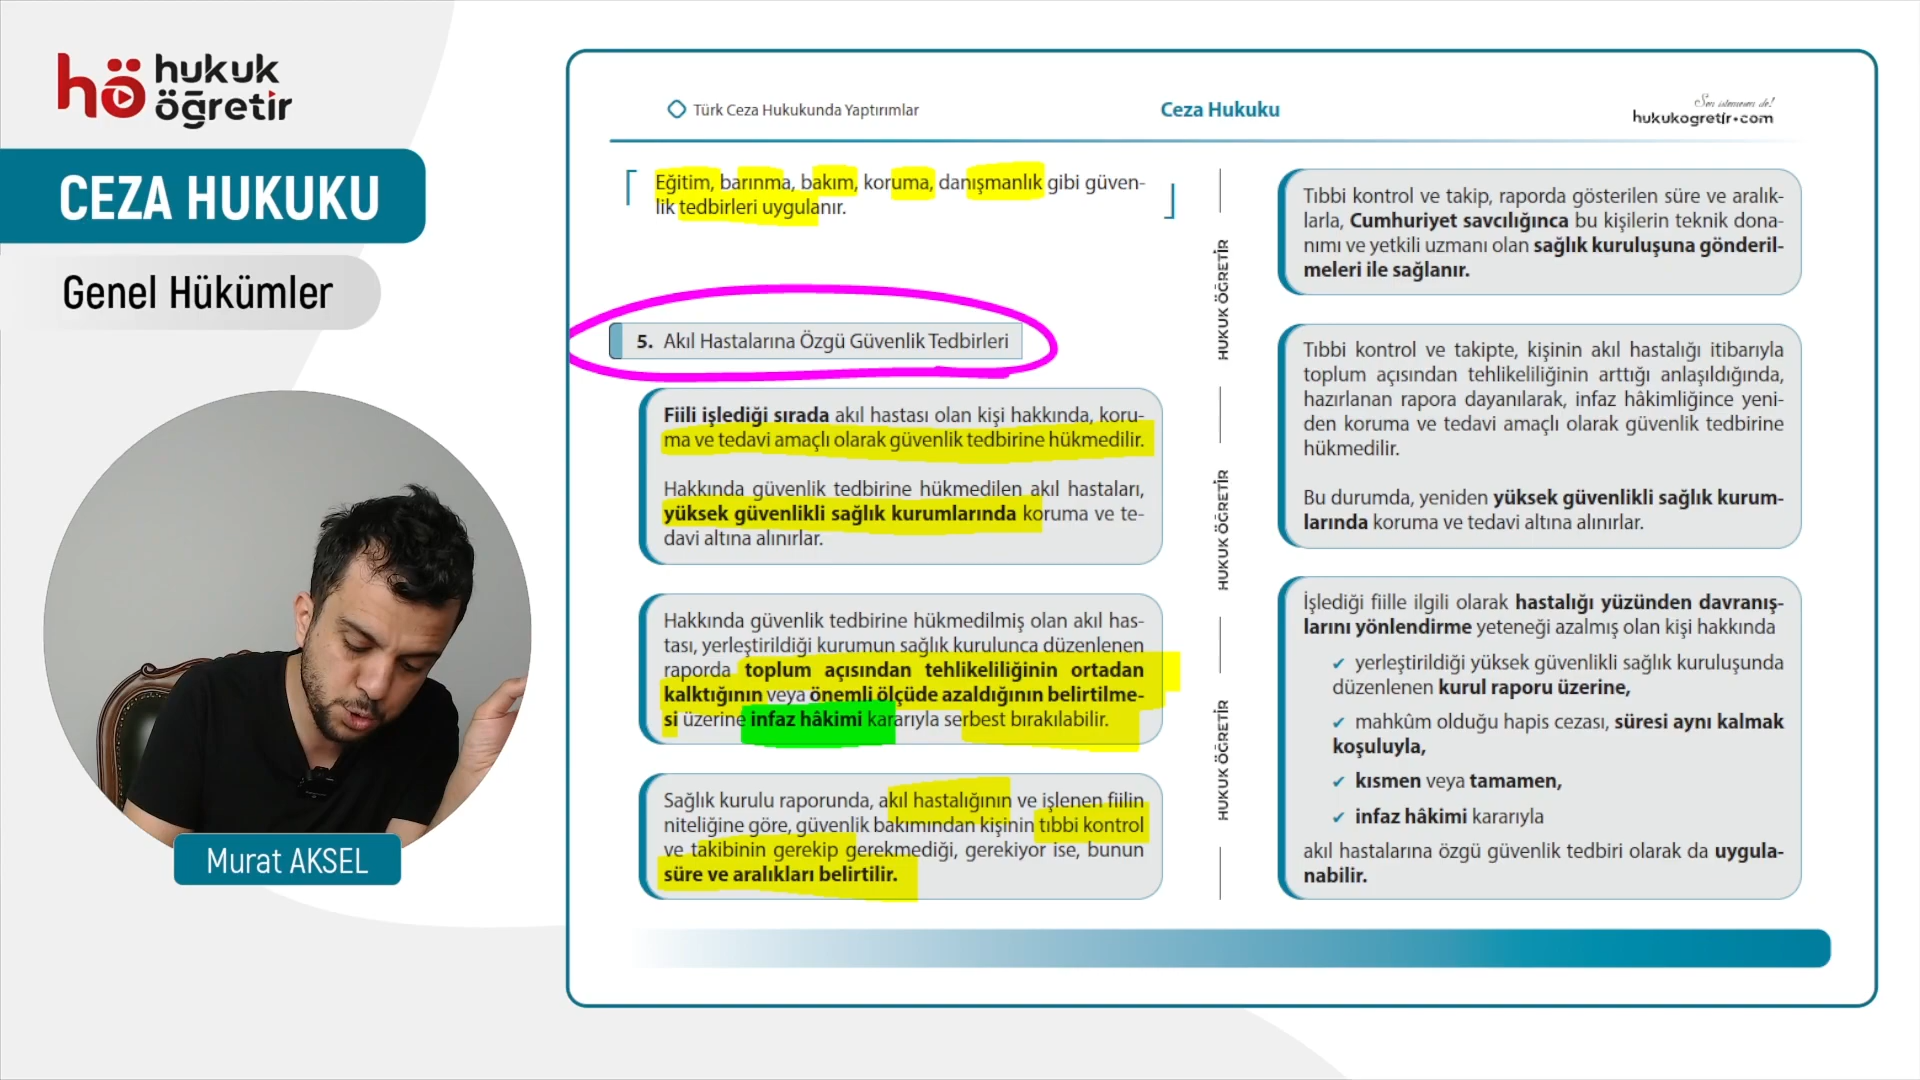 hö hukuk
öğretir
CEZA HUKUKU
Genel Hükümler
Murat AKSEL
Türk Ceza Hukukunda Yaptırımlar
Ceza Hukuku
Sen istemesen de!
hukukogretir•com
Eğitim, barınma, bakım, koruma, danışmanlık gibi güven-
lik tedbirleri uygulanır.
5. Akıl Hastalarına Özgü Güvenlik Tedbirleri
Fiili işlediği sırada akıl hastası olan kişi hakkında, koru-
ma ve tedavi amaçlı olarak güvenlik tedbirine hükmedilir.
Hakkında güvenlik tedbirine hükmedilen akıl hastaları,
yüksek güvenlikli sağlık kurumlarında koruma ve te-
davi altına alınırlar.
Hakkında güvenlik tedbirine hükmedilmiş olan akıl has-
tası, yerleştirildiği kurumun sağlık kurulunca düzenlenen
raporda toplum açısından tehlikeliliğinin ortadan
kalktığının veya önemli ölçüde azaldığının belirtilme-
si üzerine infaz hâkimi kararıyla serbest bırakılabilir.
Sağlık kurulu raporunda, akıl hastalığının ve işlenen fiilin
niteliğine göre, güvenlik bakımından kişinin tıbbi kontrol
ve takibinin gerekip gerekmediği, gerekiyor ise, bunun
süre ve aralıkları belirtilir.
HUKUK ÖĞRETİR
HUKUK ÖĞRETİR
HUKUK ÖĞRETİR
Tıbbi kontrol ve takip, raporda gösterilen süre ve aralık-
larla, Cumhuriyet savcılığınca bu kişilerin teknik dona-
nımı ve yetkili uzmanı olan sağlık kuruluşuna gönderil-
meleri ile sağlanır.
Tıbbi kontrol ve takipte, kişinin akıl hastalığı itibarıyla
toplum açısından tehlikeliliğinin arttığı anlaşıldığında,
hazırlanan rapora dayanılarak, infaz hâkimliğince yeni-
den koruma ve tedavi amaçlı olarak güvenlik tedbirine
hükmedilir.
Bu durumda, yeniden yüksek güvenlikli sağlık kurum-
larında koruma ve tedavi altına alınırlar.
İşlediği fiille ilgili olarak hastalığı yüzünden davranış-
larını yönlendirme yeteneği azalmış olan kişi hakkında
✔ yerleştirildiği yüksek güvenlikli sağlık kuruluşunda
düzenlenen kurul raporu üzerine,
✔ mahkûm olduğu hapis cezası, süresi aynı kalmak
koşuluyla,
✔ kısmen veya tamamen,
✔ infaz hâkimi kararıyla
akıl hastalarına özgü güvenlik tedbiri olarak da uygula-
nabilir.